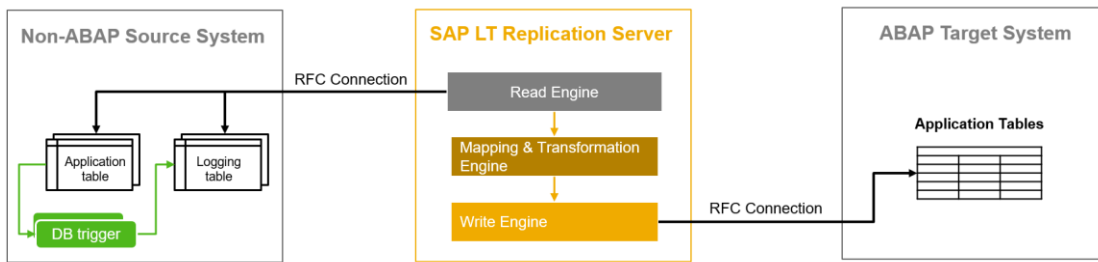 Non-ABAP Source System
SAP LT Replication Server
ABAP Target System
RFC Connection
Read Engine
Application
table
Logging
table
Mapping & Transformation
Engine
Application Tables
DB trigger
Write Engine
RFC Connection